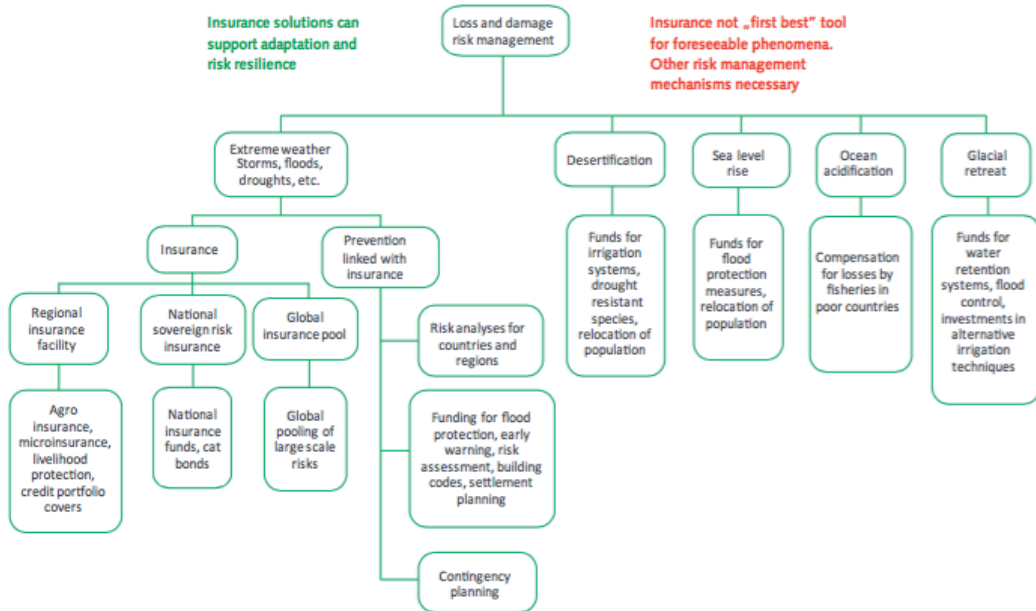 Insurance solutions can
support adaptation and
risk resilience
Loss and damage
risk management
Insurance not „first best” tool
for foreseeable phenomena.
Other risk management
mechanisms necessary
Extreme weather
Storms, floods,
droughts, etc.
Desertification
Sea level
rise
Ocean
acidification
Glacial
retreat
Insurance
Prevention
linked with
insurance
Funds for
irrigation
systems,
drought
resistant
species,
relocation of
population
Funds for
flood
protection
measures,
relocation of
population
Compensation
for losses by
fisheries in
poor countries
Funds for
water
retention
systems, flood
control,
investments in
alternative
irrigation
techniques
Regional
insurance
facility
National
sovereign risk
insurance
Global
insurance pool
Risk analyses for
countries and
regions
Agro
insurance,
microinsurance,
livelihood
protection,
credit portfolio
covers
National
insurance
funds, cat
bonds
Global
pooling of
large scale
risks
Funding for flood
protection, early
warning, risk
assessment, building
codes, settlement
planning
Contingency
planning